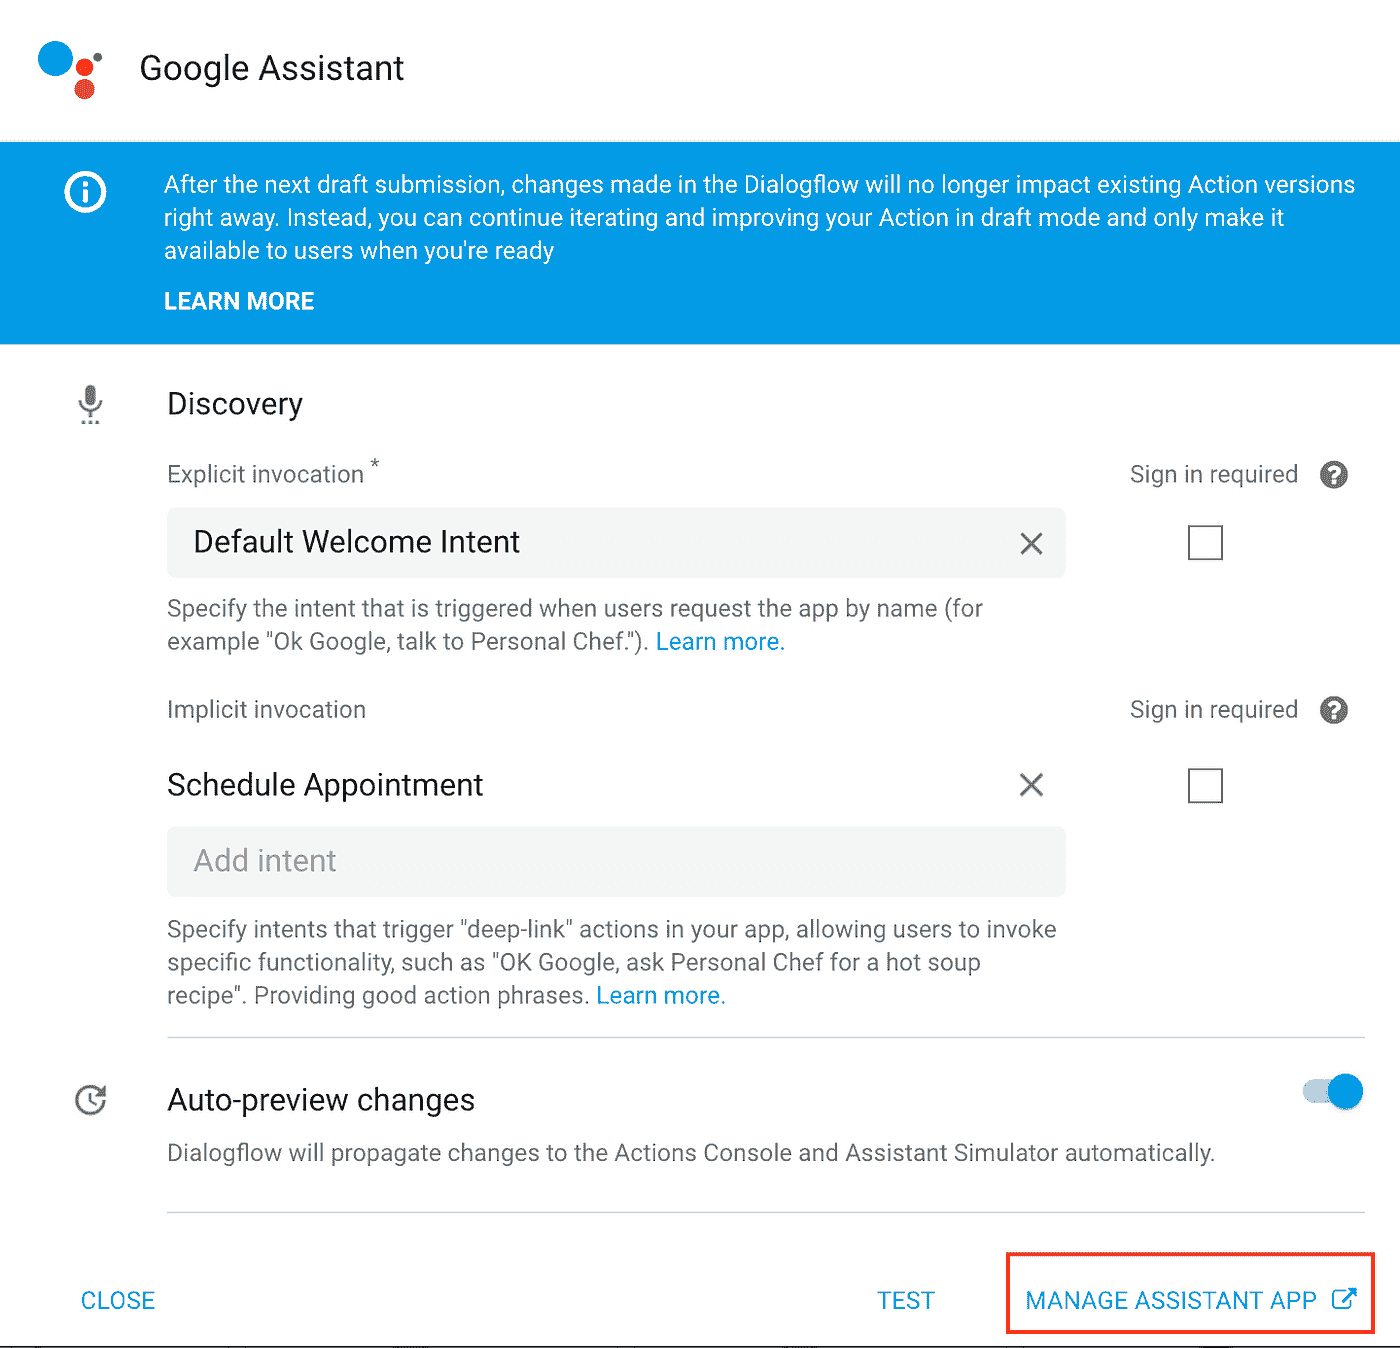 Google Assistant
After the next draft submission, changes made in the Dialogflow will no longer impact existing Action versions
right away. Instead, you can continue iterating and improving your Action in draft mode and only make it
available to users when you're ready
LEARN MORE
Discovery
Explicit invocation *
Sign in required
Default Welcome Intent
Specify the intent that is triggered when users request the app by name (for
example "Ok Google, talk to Personal Chef."). Learn more.
Implicit invocation
Sign in required
Schedule Appointment
Add intent
Specify intents that trigger "deep-link" actions in your app, allowing users to invoke
specific functionality, such as "OK Google, ask Personal Chef for a hot soup
recipe". Providing good action phrases. Learn more.
Auto-preview changes
Dialogflow will propagate changes to the Actions Console and Assistant Simulator automatically.
CLOSE
TEST
MANAGE ASSISTANT APP